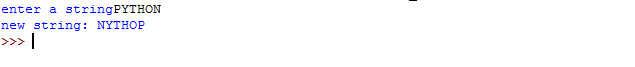 enter a stringPYTHON
new string: NYTHOP
>>>